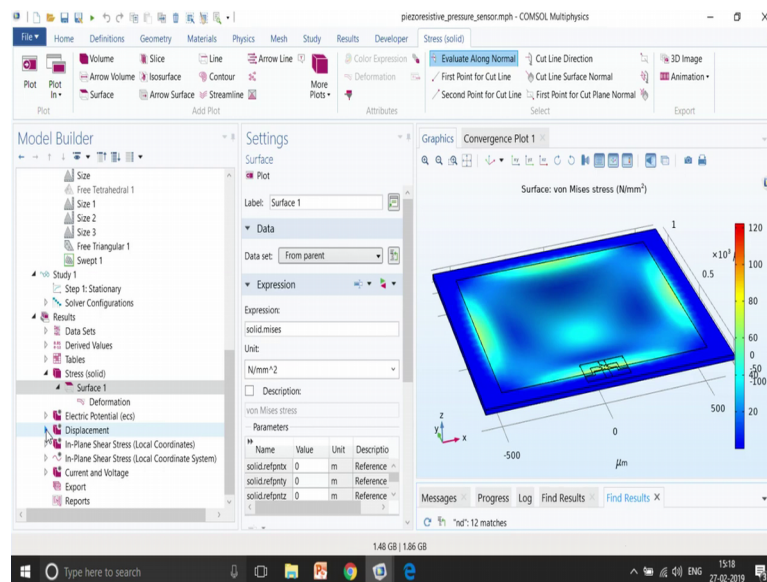 piezoresistive_pressure_sensor.mph - COMSOL Multiphysics
File Home Definitions Geometry Materials Physics Mesh Study Results Developer Stress (solid)
Plot Plot In
Volume Slice Line Arrow Line
Arrow Volume Isosurface Contour
Surface Arrow Surface Streamline
More Plots
Color Expression
Deformation
Evaluate Along Normal Cut Line Direction
First Point for Cut Line Cut Line Surface Normal
Second Point for Cut Line First Point for Cut Plane Normal
3D Image
Animation
Plot Add Plot Attributes Select Export
Model Builder
Size
Free Tetrahedral 1
Size 1
Size 2
Size 3
Free Triangular 1
Swept 1
Study 1
Step 1: Stationary
Solver Configurations
Results
Data Sets
Derived Values
Tables
Stress (solid)
Surface 1
Deformation
Electric Potential (ecs)
Displacement
In-Plane Shear Stress (Local Coordinates)
In-Plane Shear Stress (Local Coordinate System)
Current and Voltage
Export
Reports
Settings
Surface
Plot
Label: Surface 1
Data
Data set: From parent
Expression
Expression:
solid.mises
Unit:
N/mm^2
Description:
von Mises stress
Parameters
Name Value Unit Descriptio
solid.refpntx 0 m Reference
solid.refpnty 0 m Reference
solid.refpntz 0 m Reference
Graphics Convergence Plot 1
Surface: von Mises stress (N/mm²)
1
×10³
0.5
0
-50
-100
500
0
-500
µm
z
y
x
120
100
80
60
40
20
Messages Progress Log Find Results Find Results
"nd": 12 matches
1.48 GB | 1.86 GB
Type here to search
ENG
15:18
27-02-2019